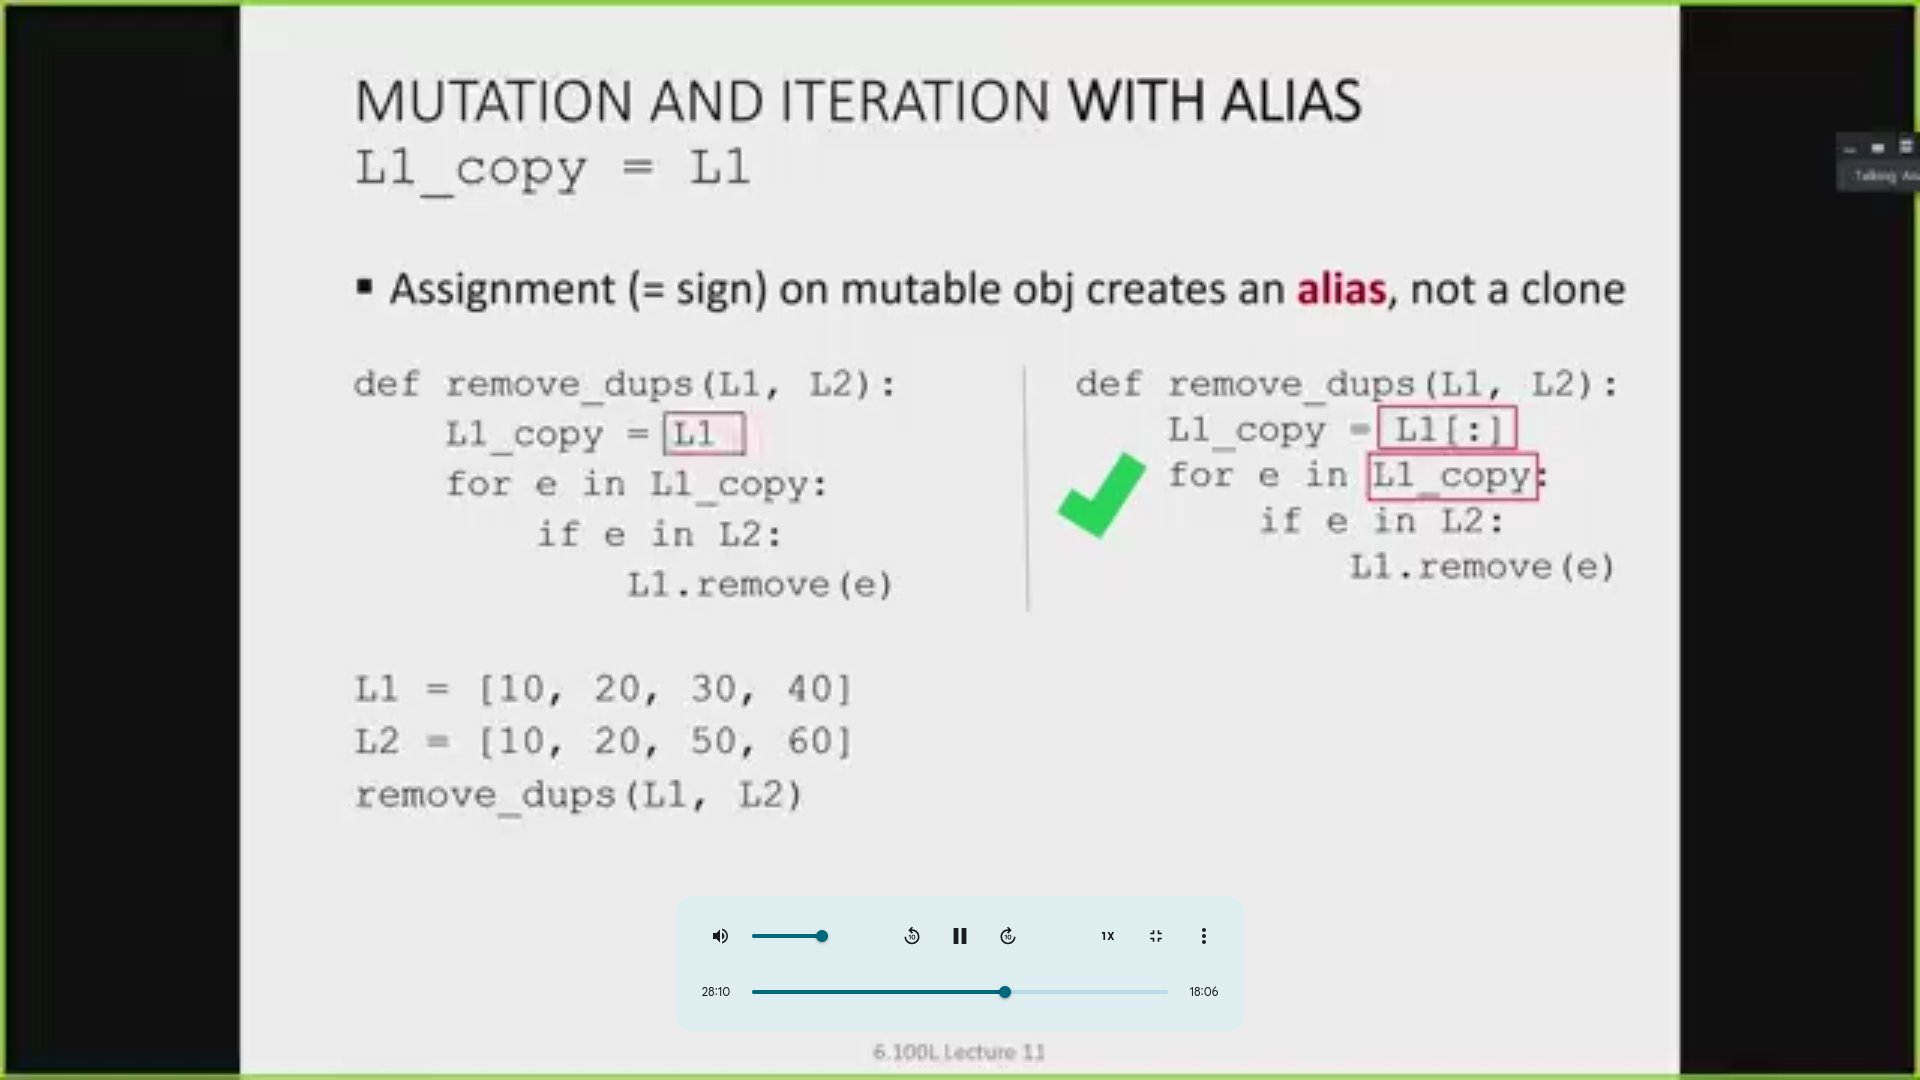 MUTATION AND ITERATION WITH ALIAS
L1_copy = L1
▪ Assignment (= sign) on mutable obj creates an alias, not a clone
def remove_dups(L1, L2):
    L1_copy = L1
    for e in L1_copy:
        if e in L2:
            L1.remove(e)
def remove_dups(L1, L2):
    L1_copy = L1[:]
    for e in L1_copy:
        if e in L2:
            L1.remove(e)
L1 = [10, 20, 30, 40]
L2 = [10, 20, 50, 60]
remove_dups(L1, L2)
Talking:
10
10
1X
28:10
18:06
6.100L Lecture 11